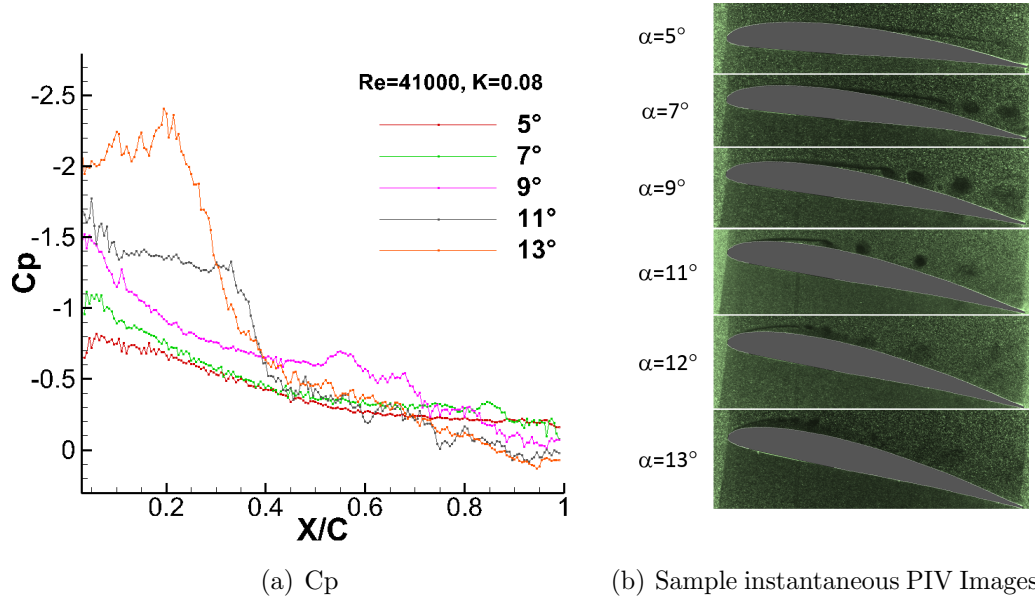 Re=41000, K=0.08
5°
7°
9°
11°
13°
Cp
-2.5
-2
-1.5
-1
-0.5
0
0.2
0.4
0.6
0.8
1
X/C
(a) Cp
α=5°
α=7°
α=9°
α=11°
α=12°
α=13°
(b) Sample instantaneous PIV Images